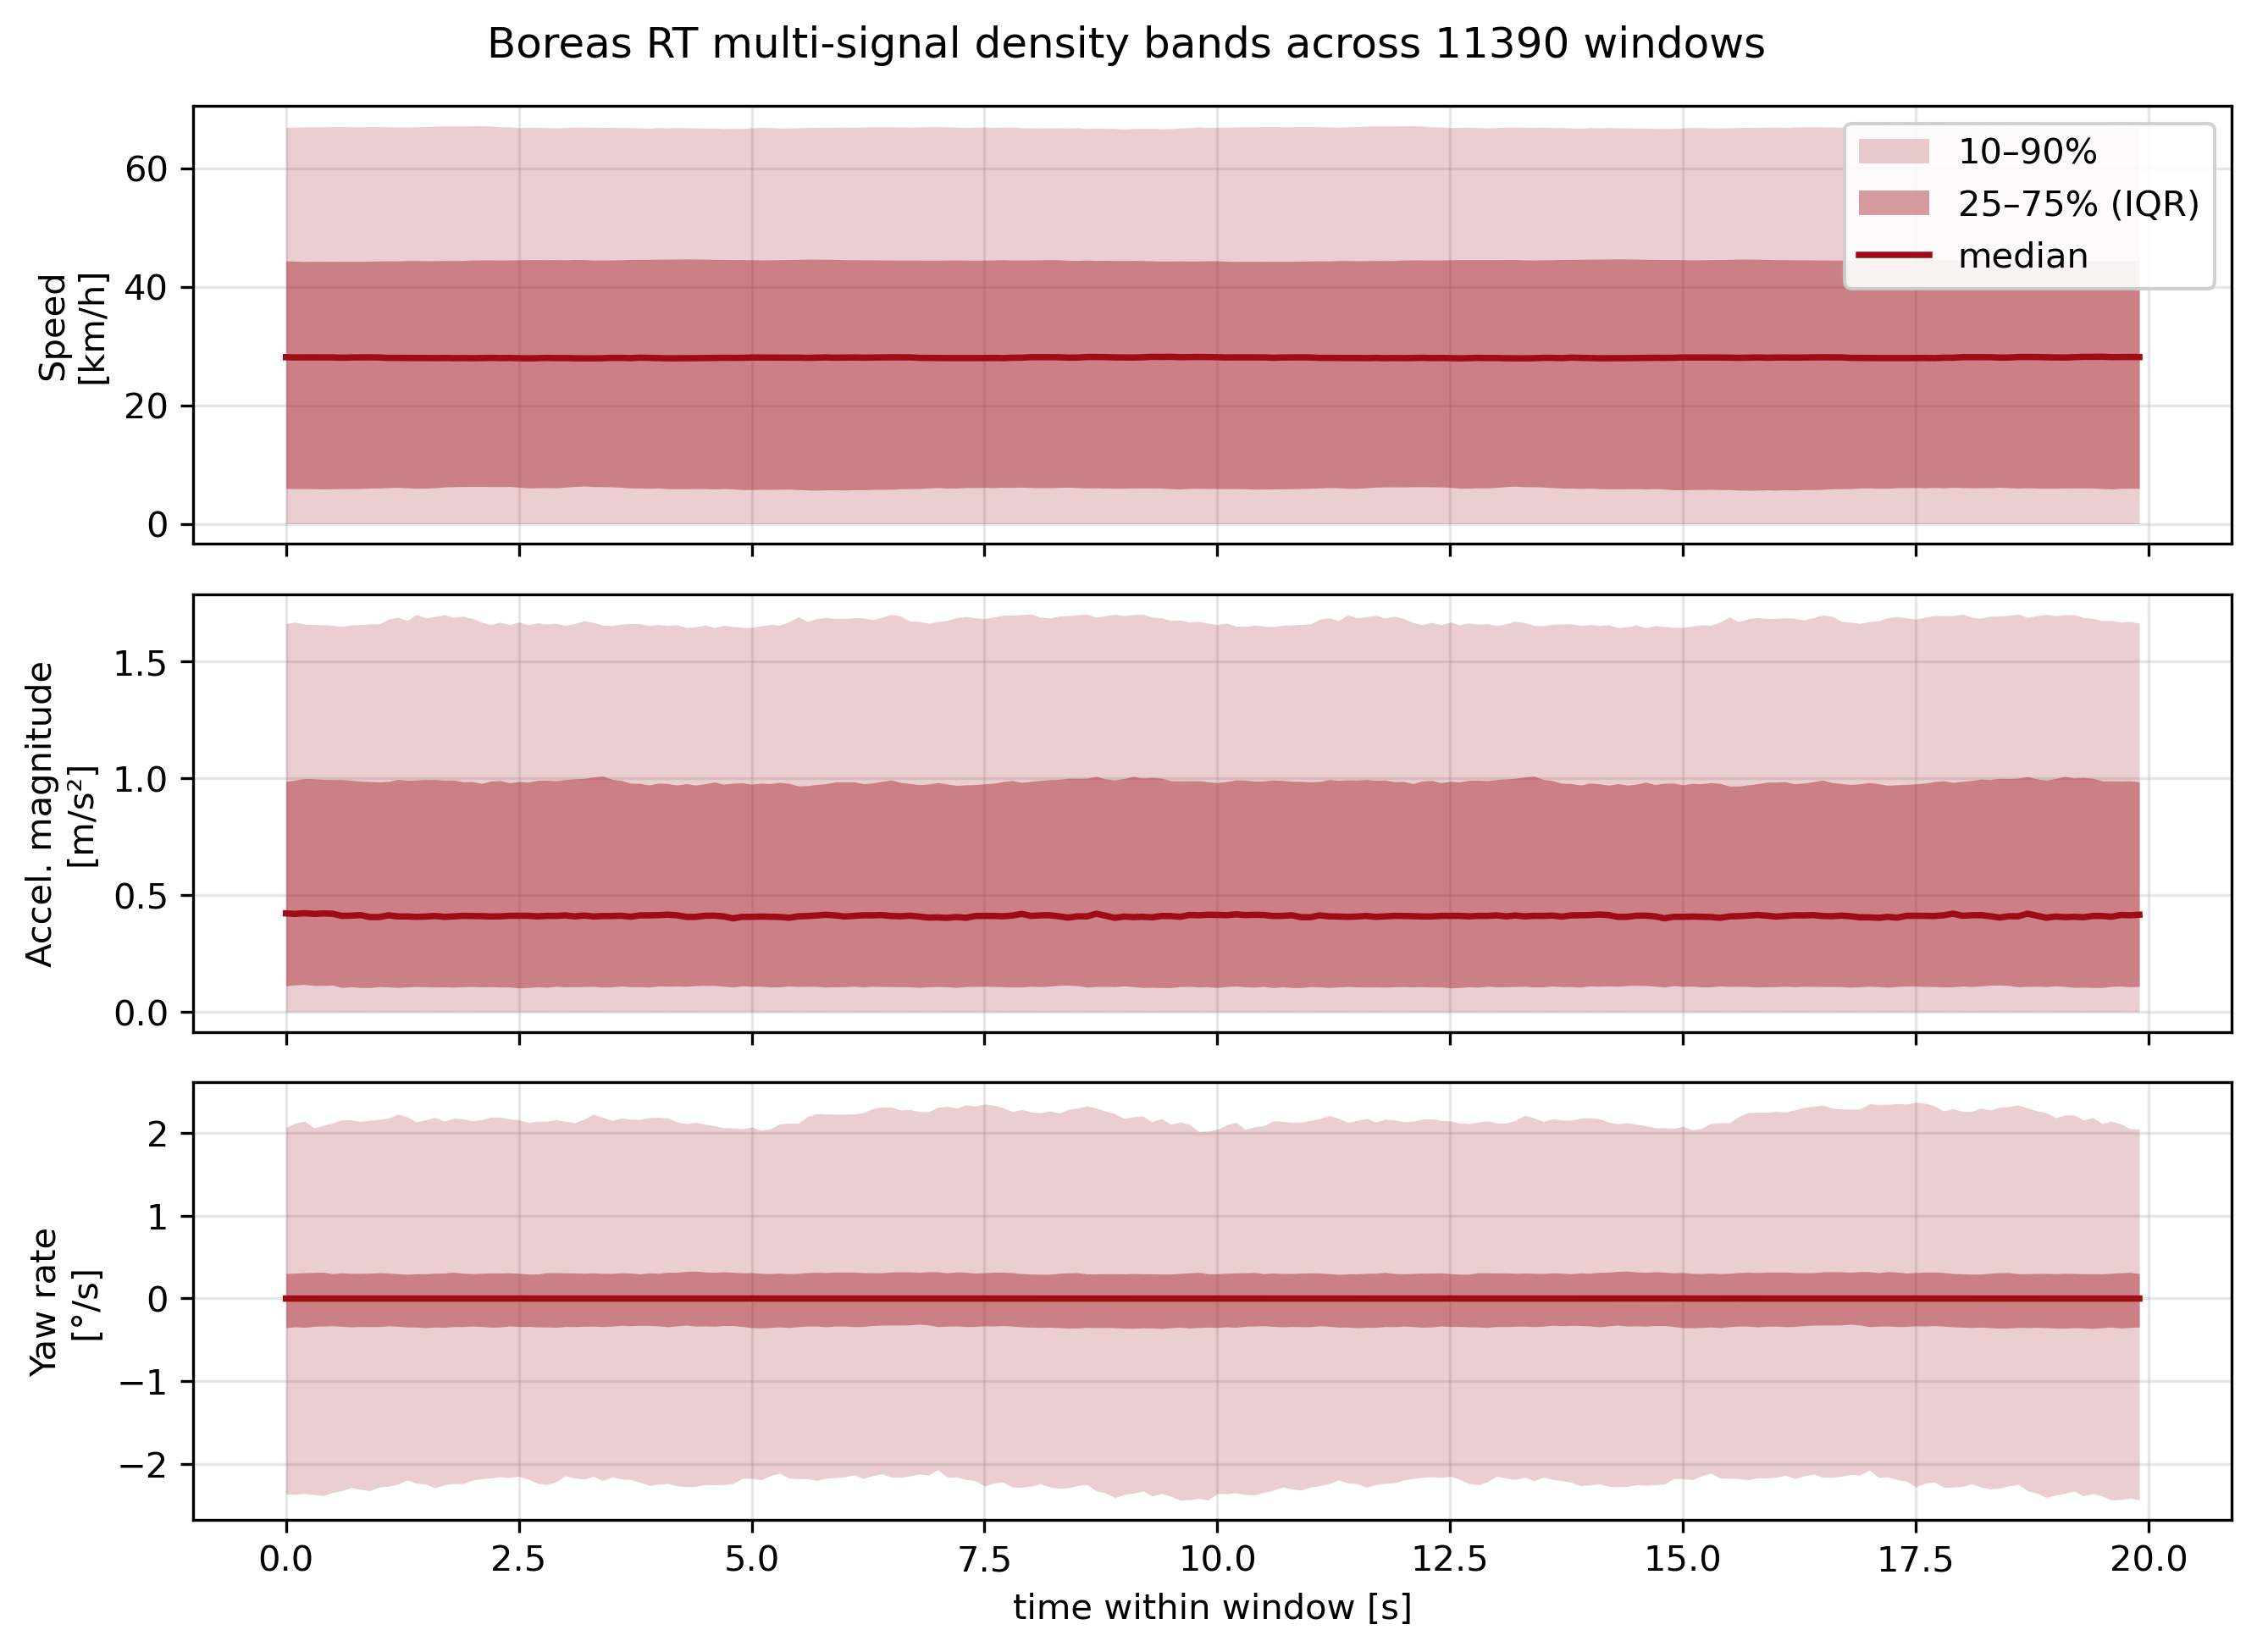 Boreas RT multi-signal density bands across 11390 windows
10–90%
25–75% (IQR)
median
Speed
[km/h]
60
40
20
0
Accel. magnitude
[m/s²]
1.5
1.0
0.5
0.0
Yaw rate
[°/s]
2
1
0
−1
−2
0.0 2.5 5.0 7.5 10.0 12.5 15.0 17.5 20.0
time within window [s]